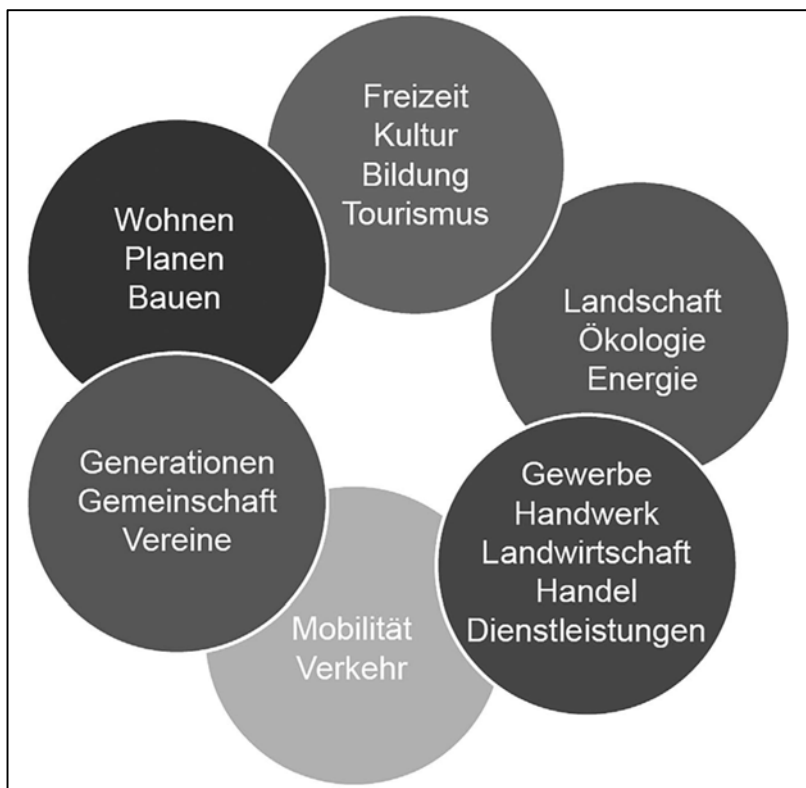 Freizeit
Kultur
Bildung
Tourismus
Wohnen
Planen
Bauen
Landschaft
Ökologie
Energie
Generationen
Gemeinschaft
Vereine
Gewerbe
Handwerk
Landwirtschaft
Handel
Dienstleistungen
Mobilität
Verkehr